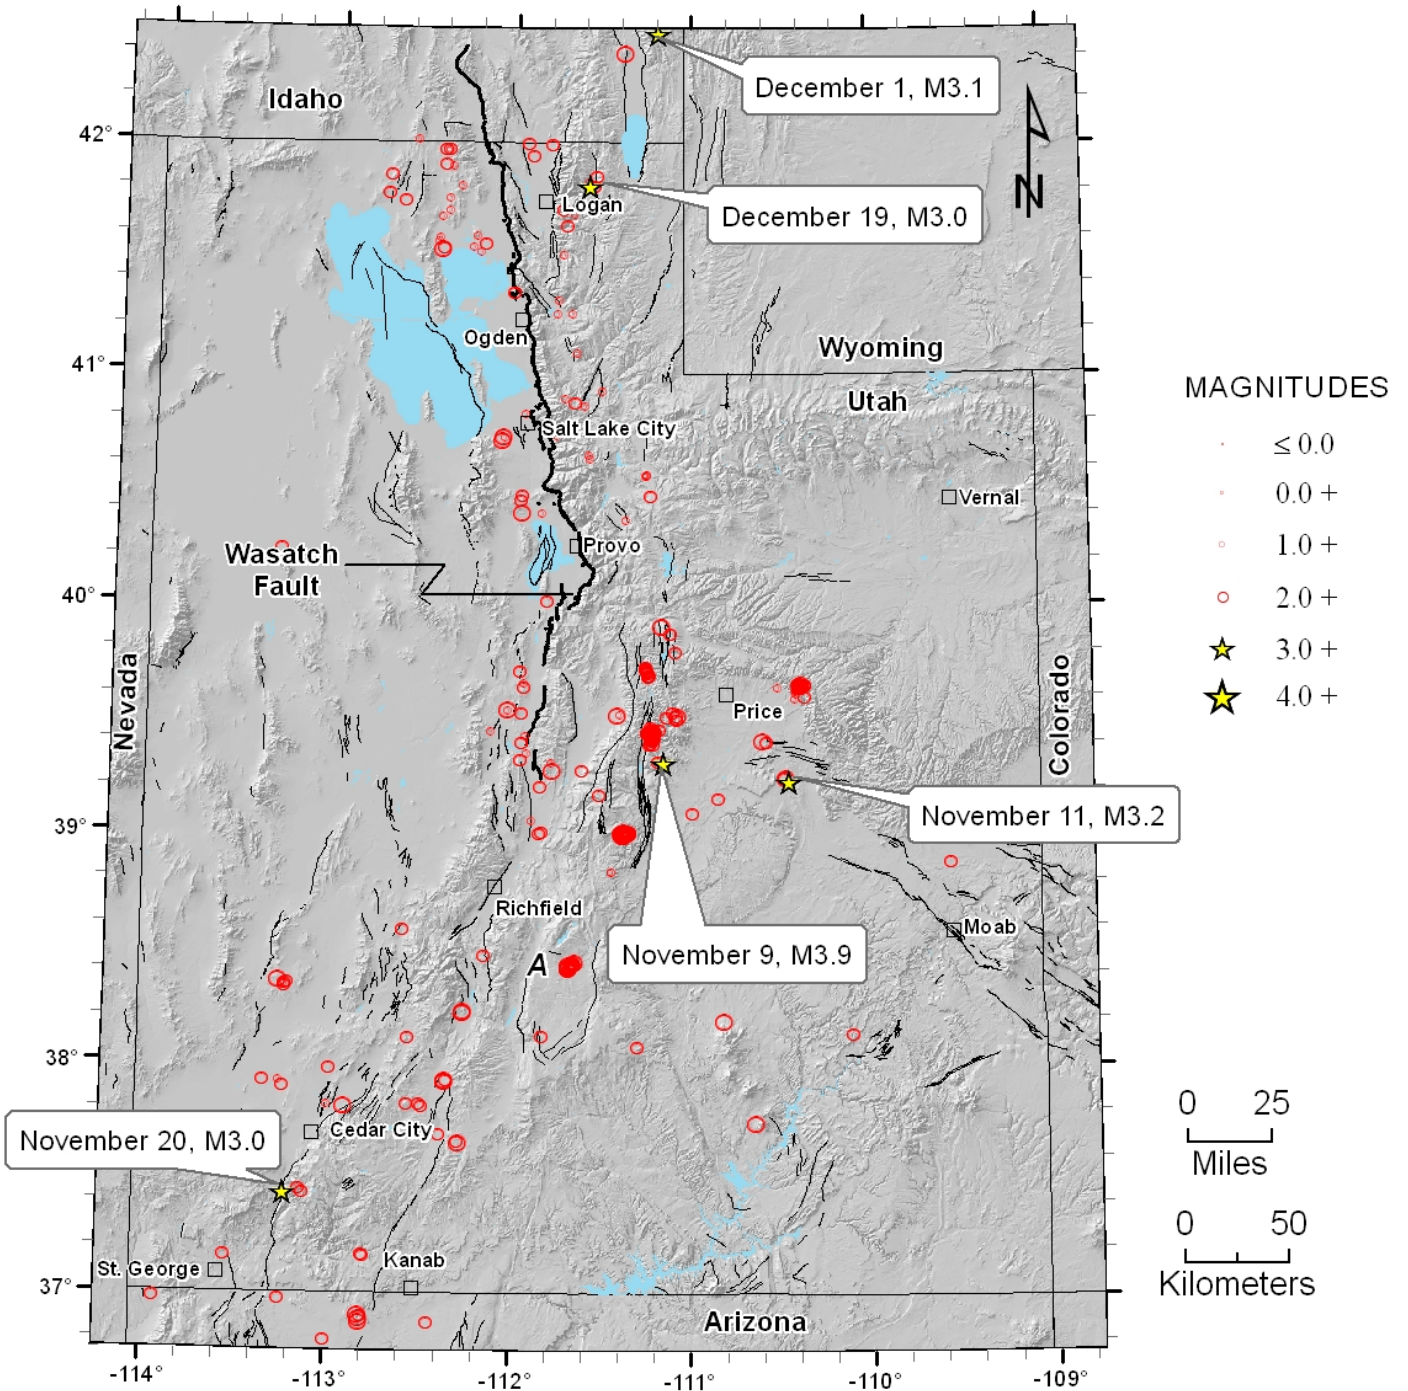 December 1, M3.1
Idaho
42°
N
December 19, M3.0
Logan
Ogden
Wyoming
41°
Utah
MAGNITUDES
Salt Lake City
≤ 0.0
0.0 +
Vernal
1.0 +
Provo
Wasatch
Fault
40°
2.0 +
3.0 +
Nevada
Colorado
4.0 +
Price
39°
November 11, M3.2
Richfield
Moab
A
November 9, M3.9
38°
November 20, M3.0
Cedar City
0 25
Miles
0 50
Kilometers
St. George
Kanab
37°
Arizona
-114°
-113°
-112°
-111°
-110°
-109°